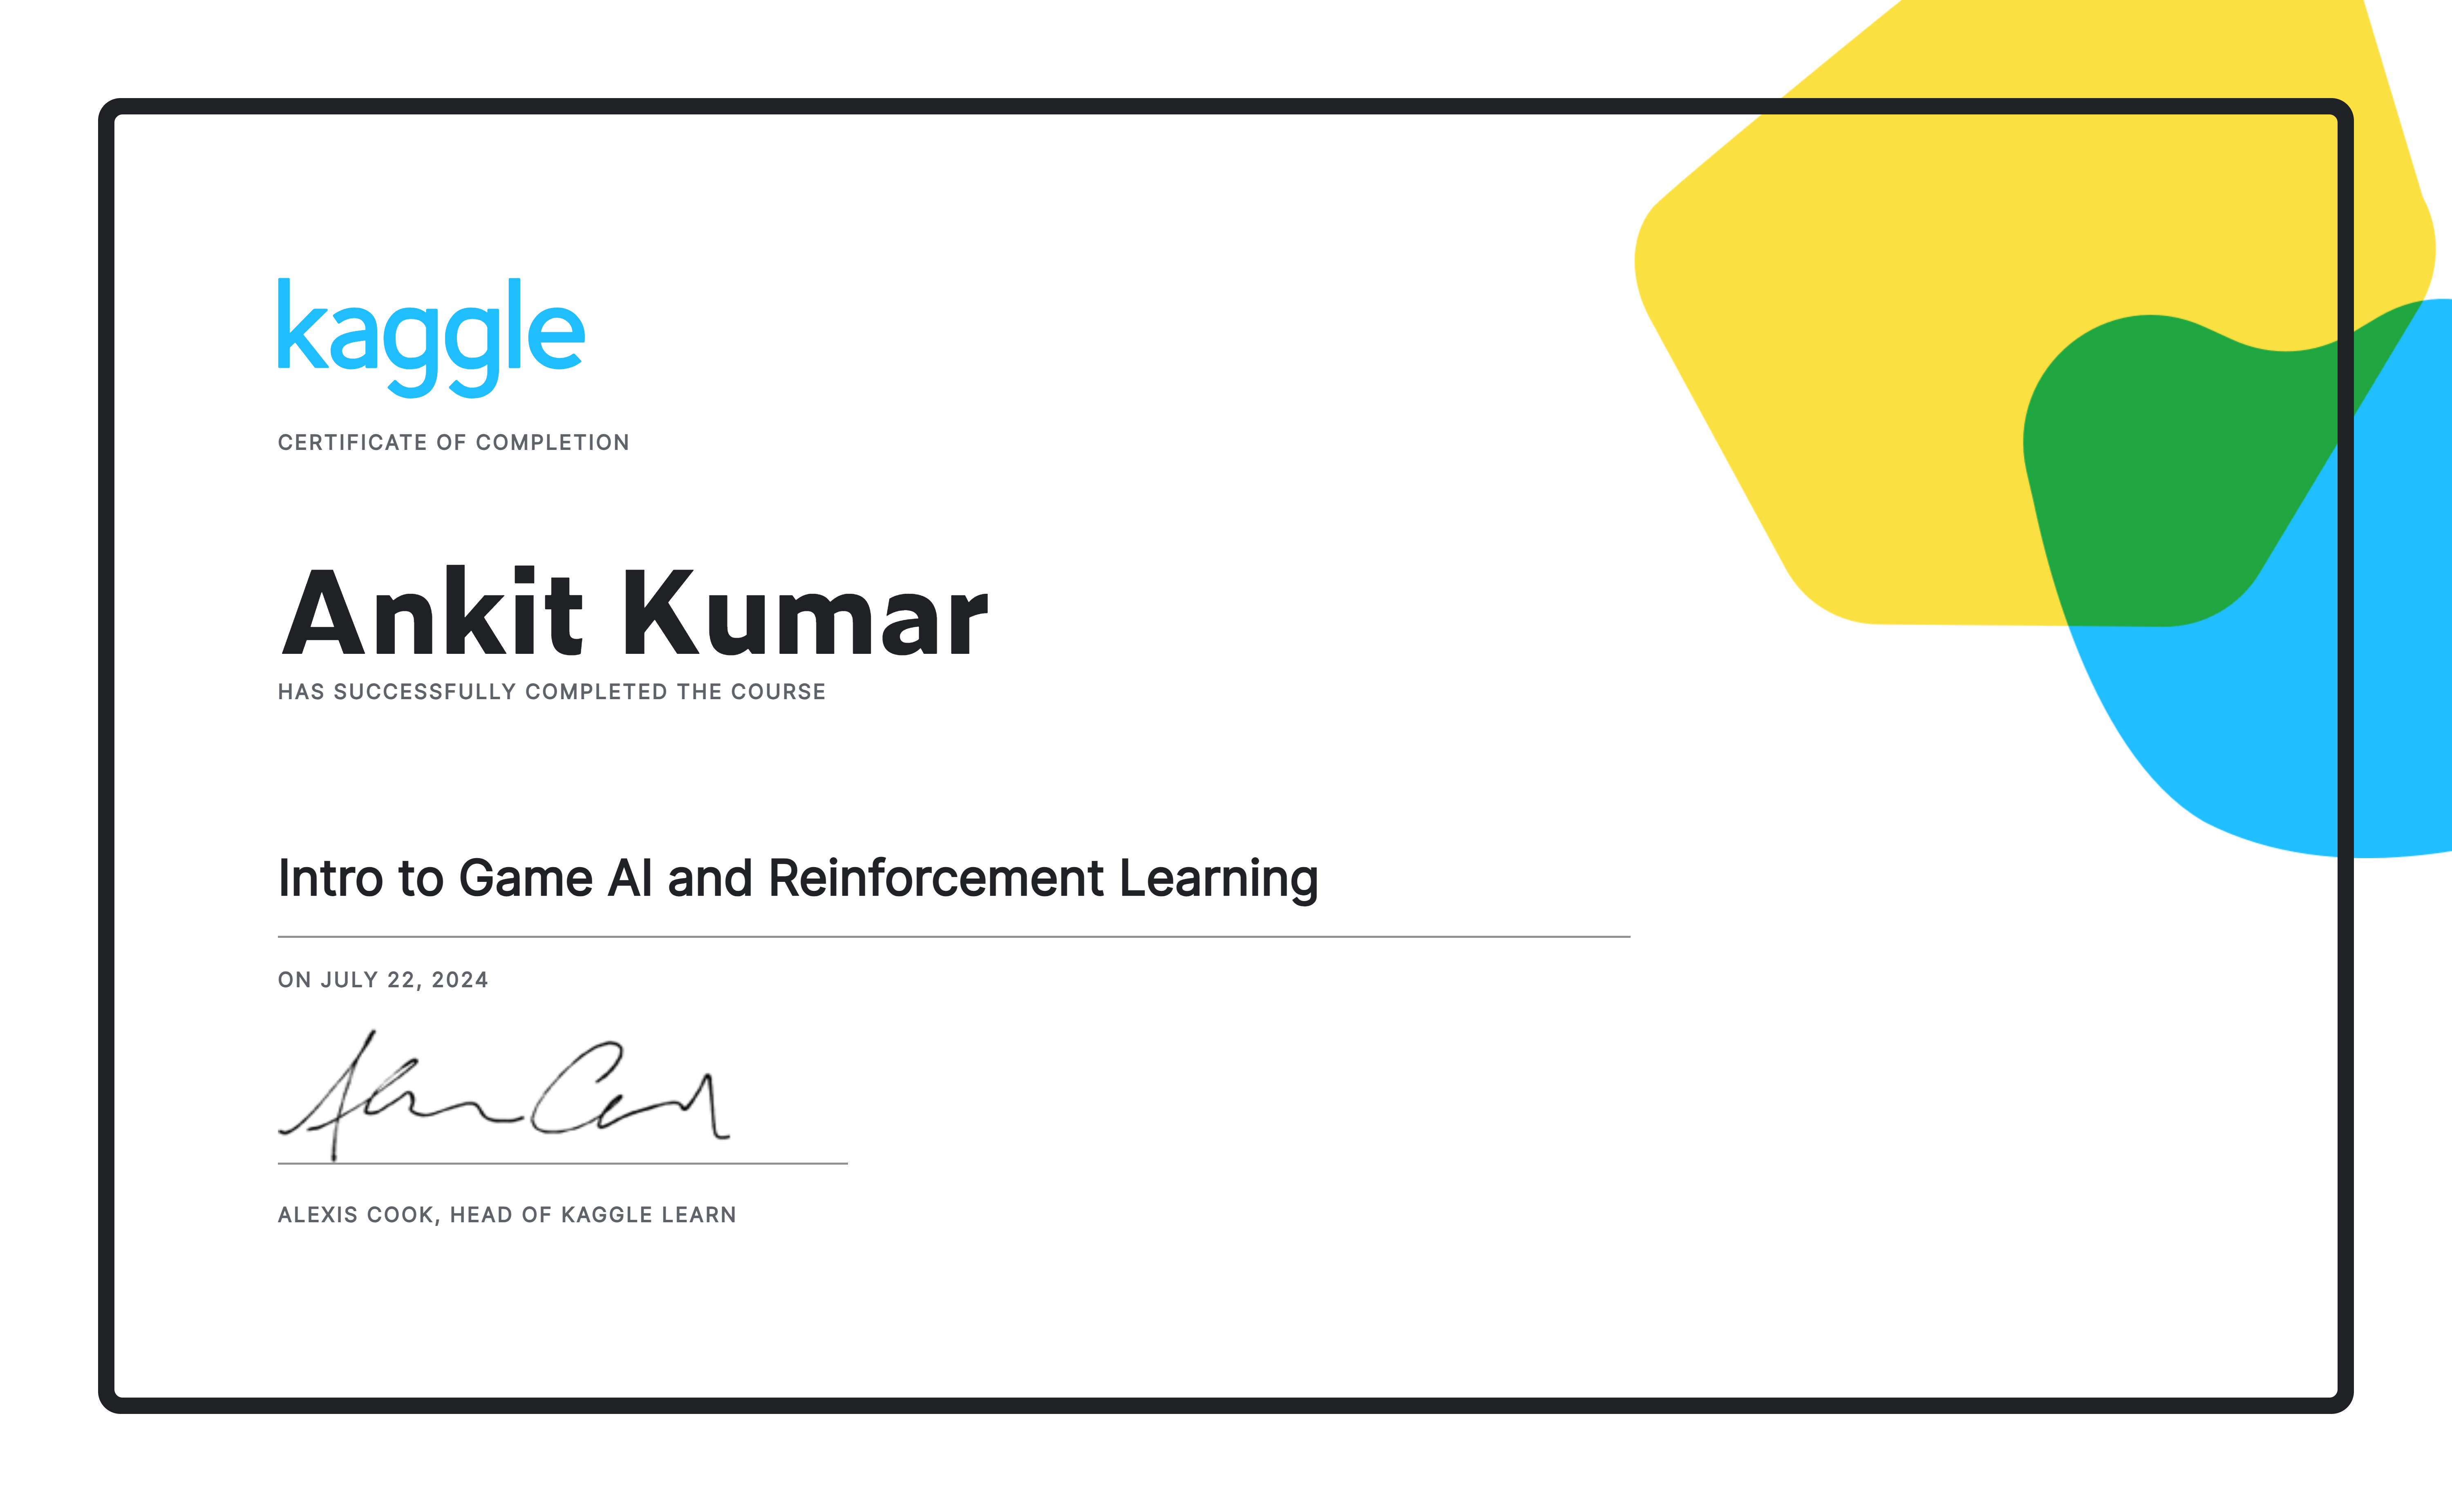 kaggle
CERTIFICATE OF COMPLETION
Ankit Kumar
HAS SUCCESSFULLY COMPLETED THE COURSE
Intro to Game AI and Reinforcement Learning
ON JULY 22, 2024
ALEXIS COOK, HEAD OF KAGGLE LEARN